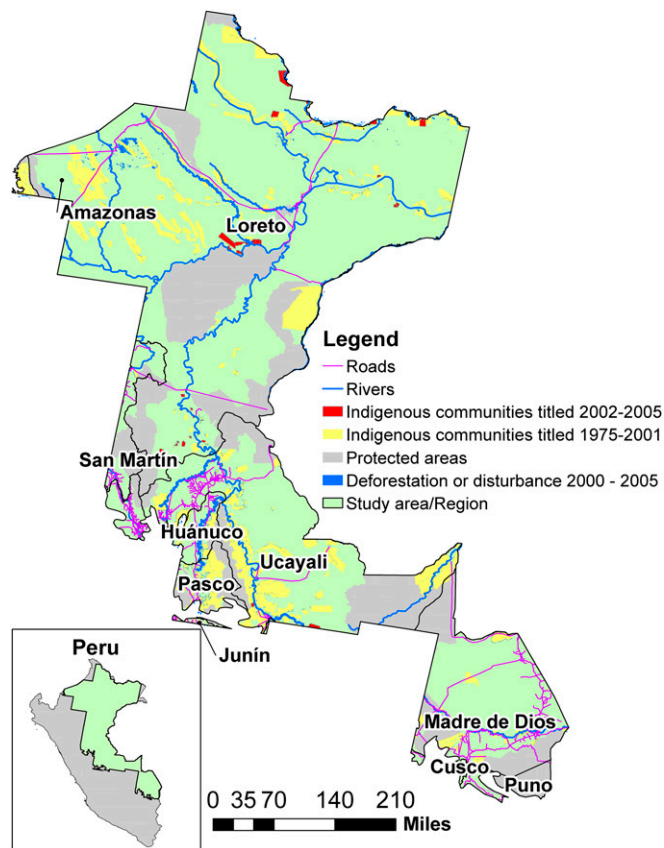 Amazonas
Loreto
Legend
Roads
Rivers
Indigenous communities titled 2002-2005
Indigenous communities titled 1975-2001
Protected areas
Deforestation or disturbance 2000 - 2005
Study area/Region
San Martín
Huánuco
Ucayali
Pasco
Junín
Peru
Madre de Dios
Cusco
Puno
0 35 70 140 210
Miles